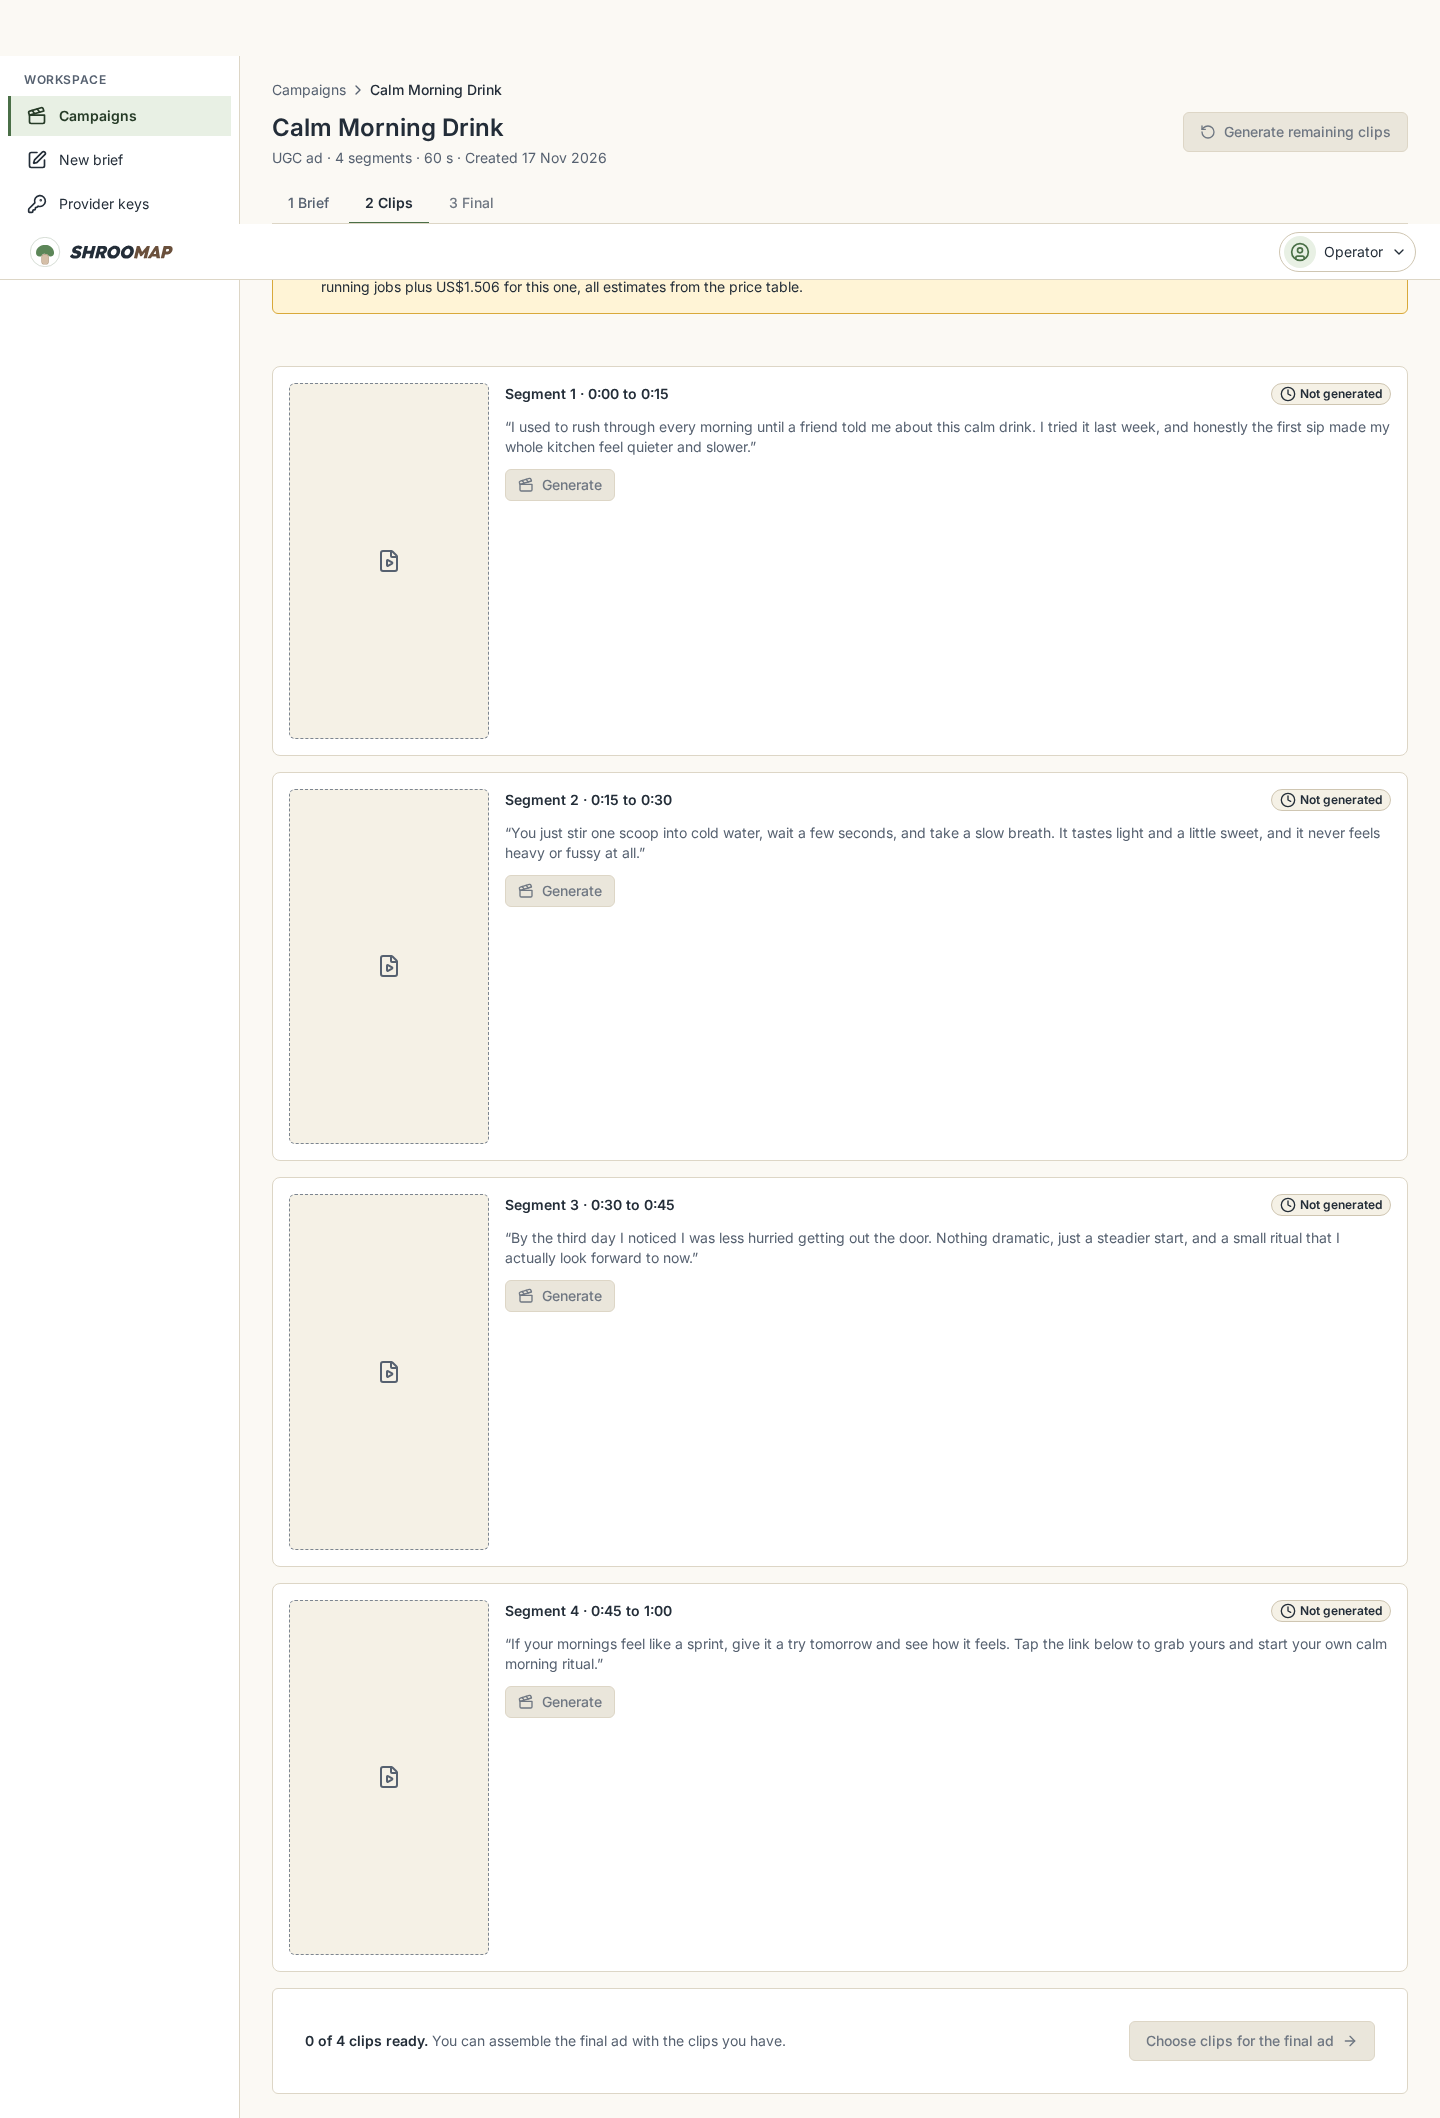 WORKSPACE
Campaigns
New brief
Provider keys
Campaigns Calm Morning Drink
Calm Morning Drink
Generate remaining clips
UGC ad · 4 segments · 60 s · Created 17 Nov 2026
1 Brief 2 Clips 3 Final
SHROOMAP
Operator
running jobs plus US$1.506 for this one, all estimates from the price table.
Segment 1 · 0:00 to 0:15
Not generated
“I used to rush through every morning until a friend told me about this calm drink. I tried it last week, and honestly the first sip made my
whole kitchen feel quieter and slower.”
Generate
Segment 2 · 0:15 to 0:30
Not generated
“You just stir one scoop into cold water, wait a few seconds, and take a slow breath. It tastes light and a little sweet, and it never feels
heavy or fussy at all.”
Generate
Segment 3 · 0:30 to 0:45
Not generated
“By the third day I noticed I was less hurried getting out the door. Nothing dramatic, just a steadier start, and a small ritual that I
actually look forward to now.”
Generate
Segment 4 · 0:45 to 1:00
Not generated
“If your mornings feel like a sprint, give it a try tomorrow and see how it feels. Tap the link below to grab yours and start your own calm
morning ritual.”
Generate
0 of 4 clips ready. You can assemble the final ad with the clips you have.
Choose clips for the final ad